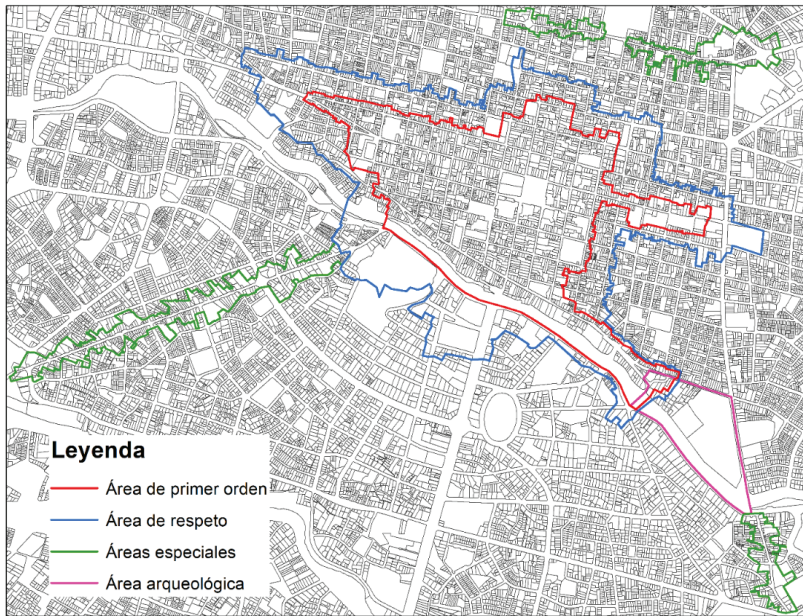 Leyenda
Área de primer orden
Área de respeto
Áreas especiales
Área arqueológica